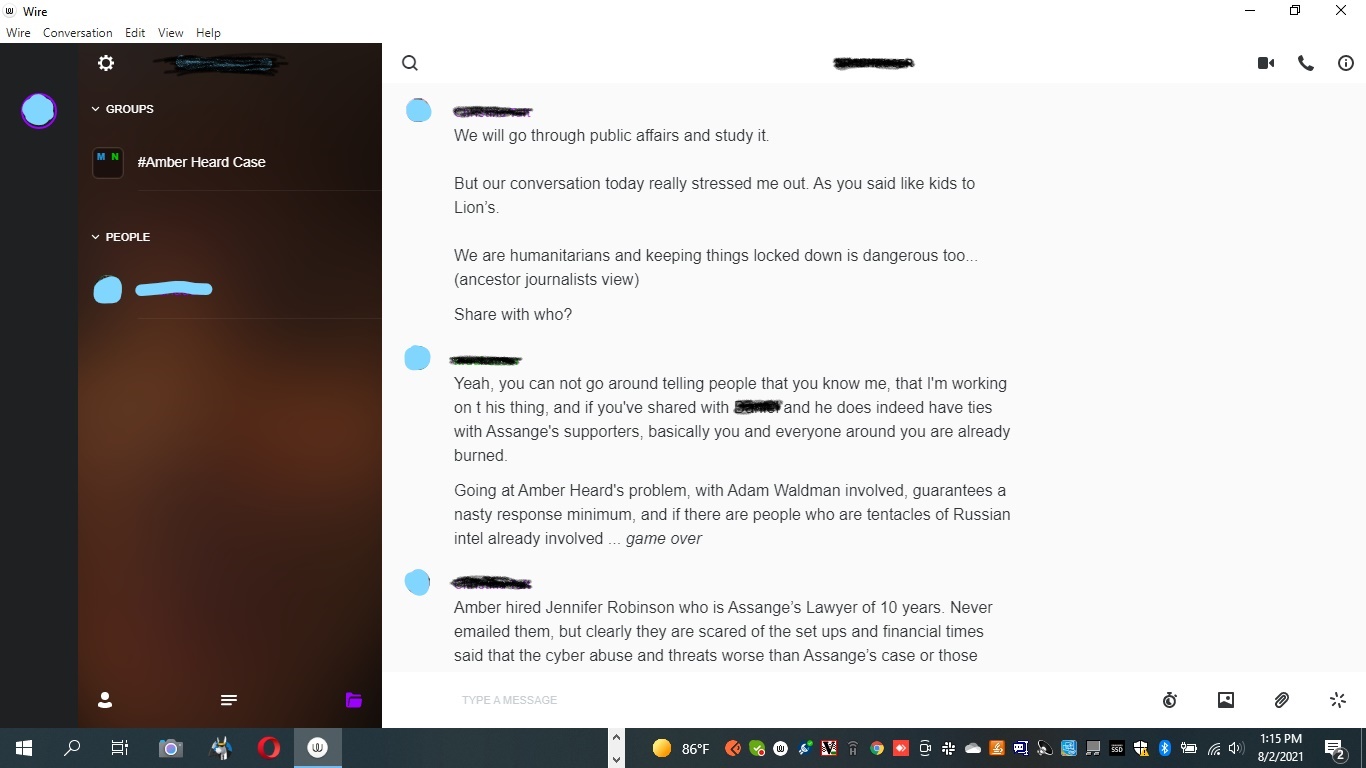 Wire
Wire Conversation Edit View Help
GROUPS
M N
#Amber Heard Case
PEOPLE
We will go through public affairs and study it.
But our conversation today really stressed me out. As you said like kids to
Lion's.
We are humanitarians and keeping things locked down is dangerous too...
(ancestor journalists view)
Share with who?
Yeah, you can not go around telling people that you know me, that I'm working
on t his thing, and if you've shared with and he does indeed have ties
with Assange's supporters, basically you and everyone around you are already
burned.
Going at Amber Heard's problem, with Adam Waldman involved, guarantees a
nasty response minimum, and if there are people who are tentacles of Russian
intel already involved ... game over
Amber hired Jennifer Robinson who is Assange's Lawyer of 10 years. Never
emailed them, but clearly they are scared of the set ups and financial times
said that the cyber abuse and threats worse than Assange's case or those
TYPE A MESSAGE
86°F
SSD
1:15 PM
8/2/2021
2